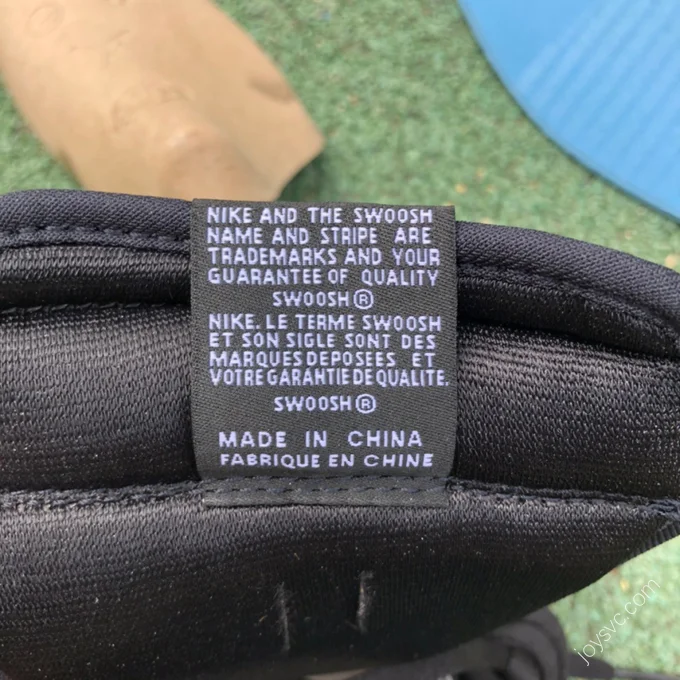 NIKE AND THE SWOOSH
NAME AND STRIPE ARE
TRADEMARKS AND YOUR
GUARANTEE OF QUALITY
SWOOSH®
NIKE. LE TERME SWOOSH
ET SON SIGLE SONT DES
MARQUES DEPOSEES ET
VOTRE GARANTIE DE QUALITE.
SWOOSH®
MADE IN CHINA
FABRIQUE EN CHINE
joysvc.com